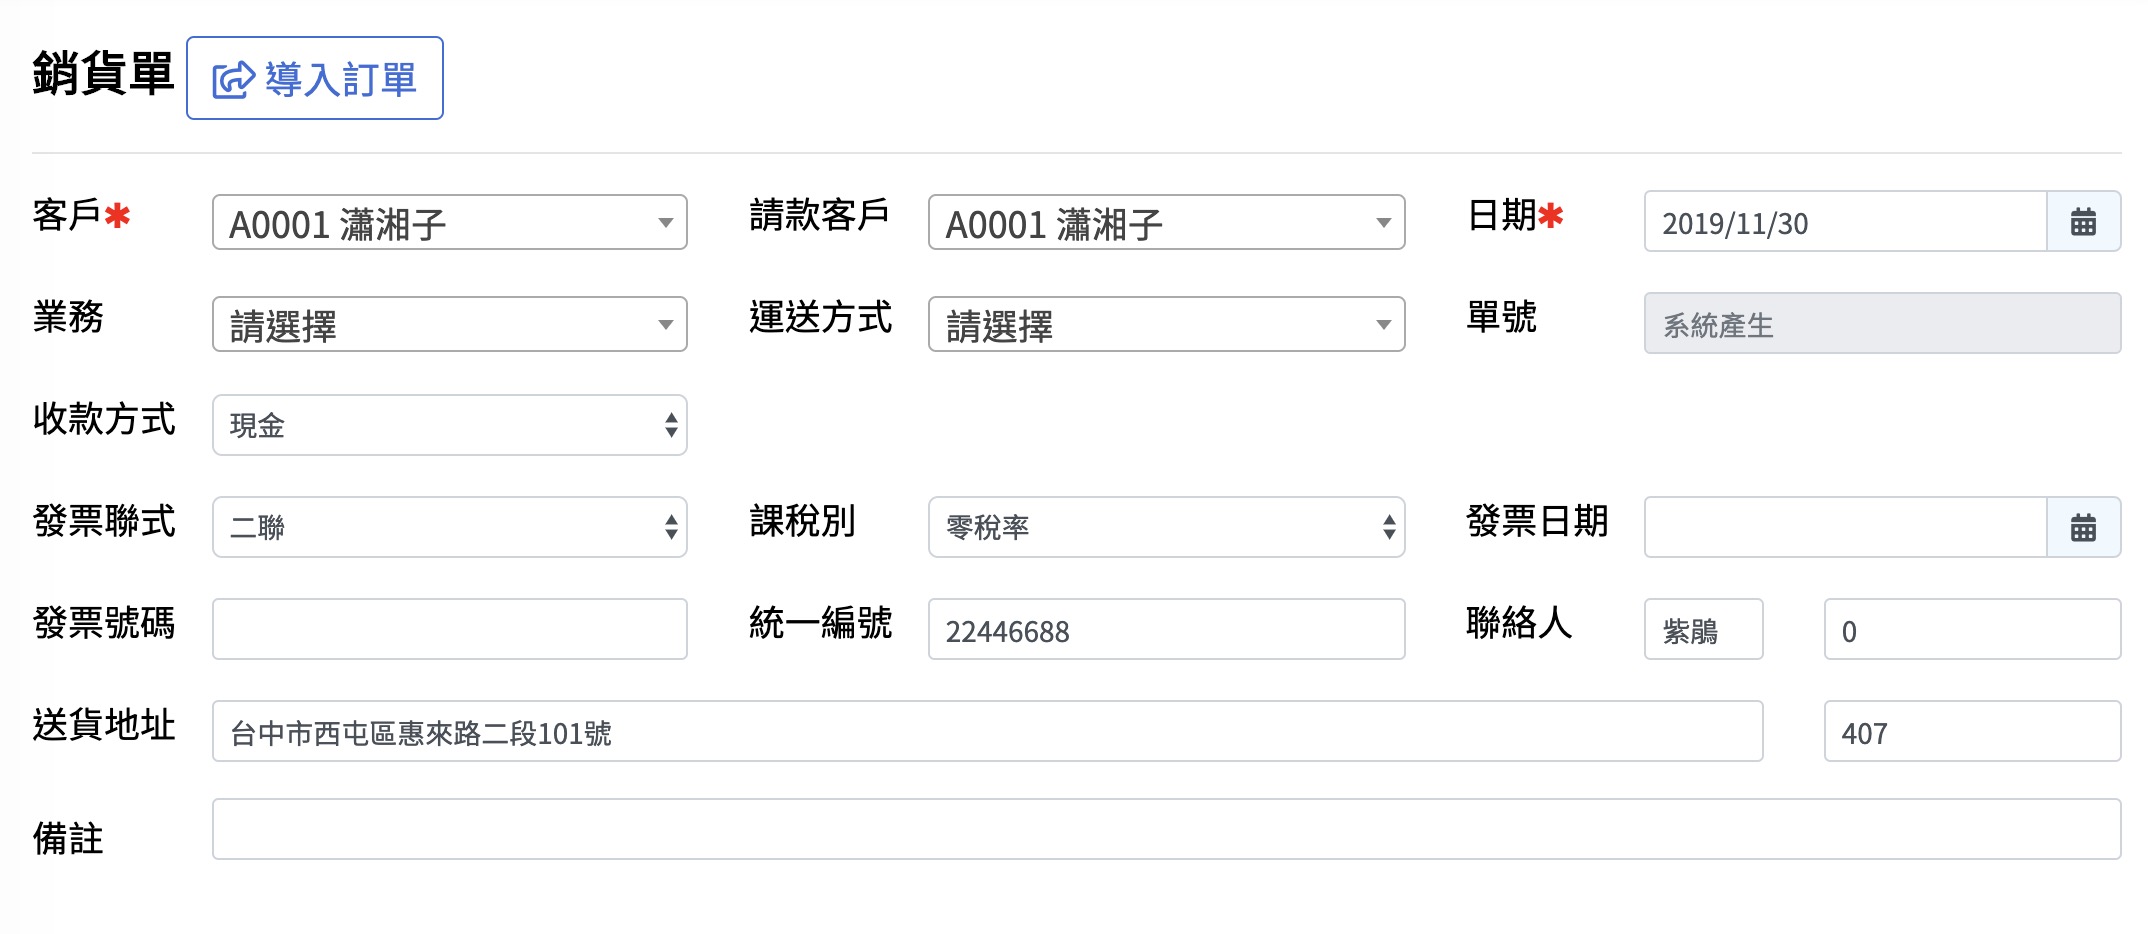 銷貨單 導入訂單
客戶✱ A0001 瀟湘子 請款客戶 A0001 瀟湘子 日期✱ 2019/11/30
業務 請選擇 運送方式 請選擇 單號 系統產生
收款方式 現金
發票聯式 二聯 課稅別 零稅率 發票日期
發票號碼 統一編號 22446688 聯絡人 紫鵑 0
送貨地址 台中市西屯區惠來路二段101號 407
備註